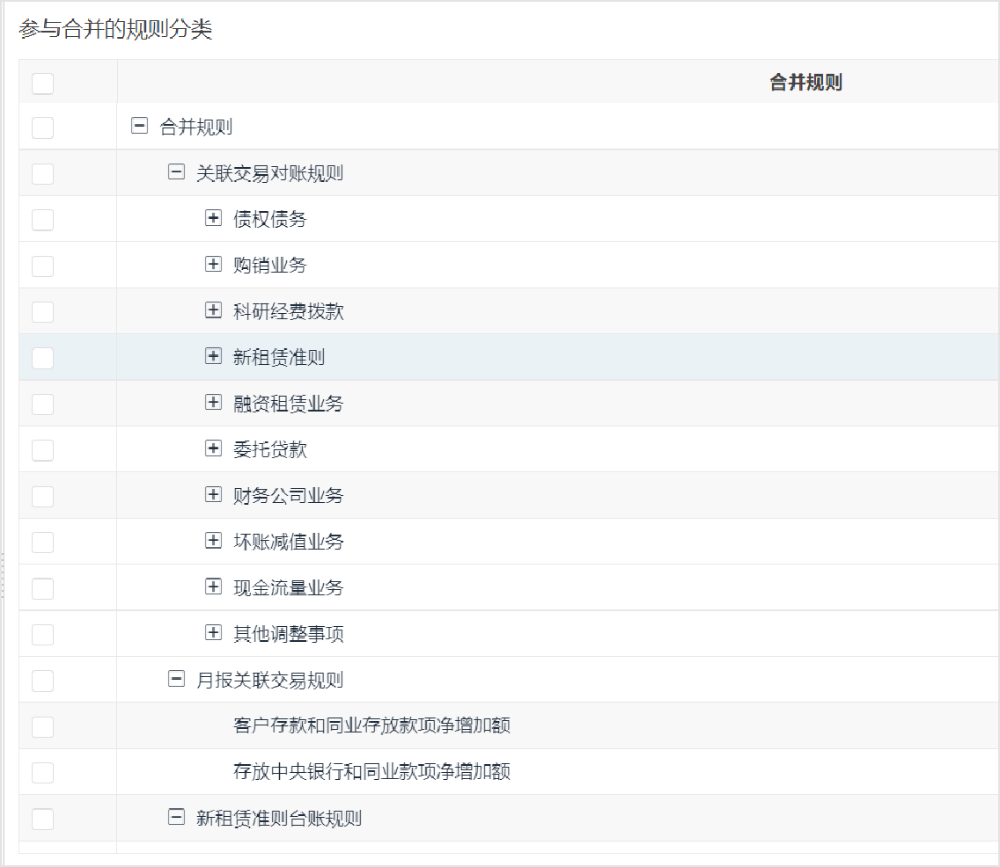 参与合并的规则分类
合并规则
合并规则
关联交易对账规则
债权债务
购销业务
科研经费拨款
新租赁准则
融资租赁业务
委托贷款
财务公司业务
坏账减值业务
现金流量业务
其他调整事项
月报关联交易规则
客户存款和同业存放款项净增加额
存放中央银行和同业款项净增加额
新租赁准则台账规则